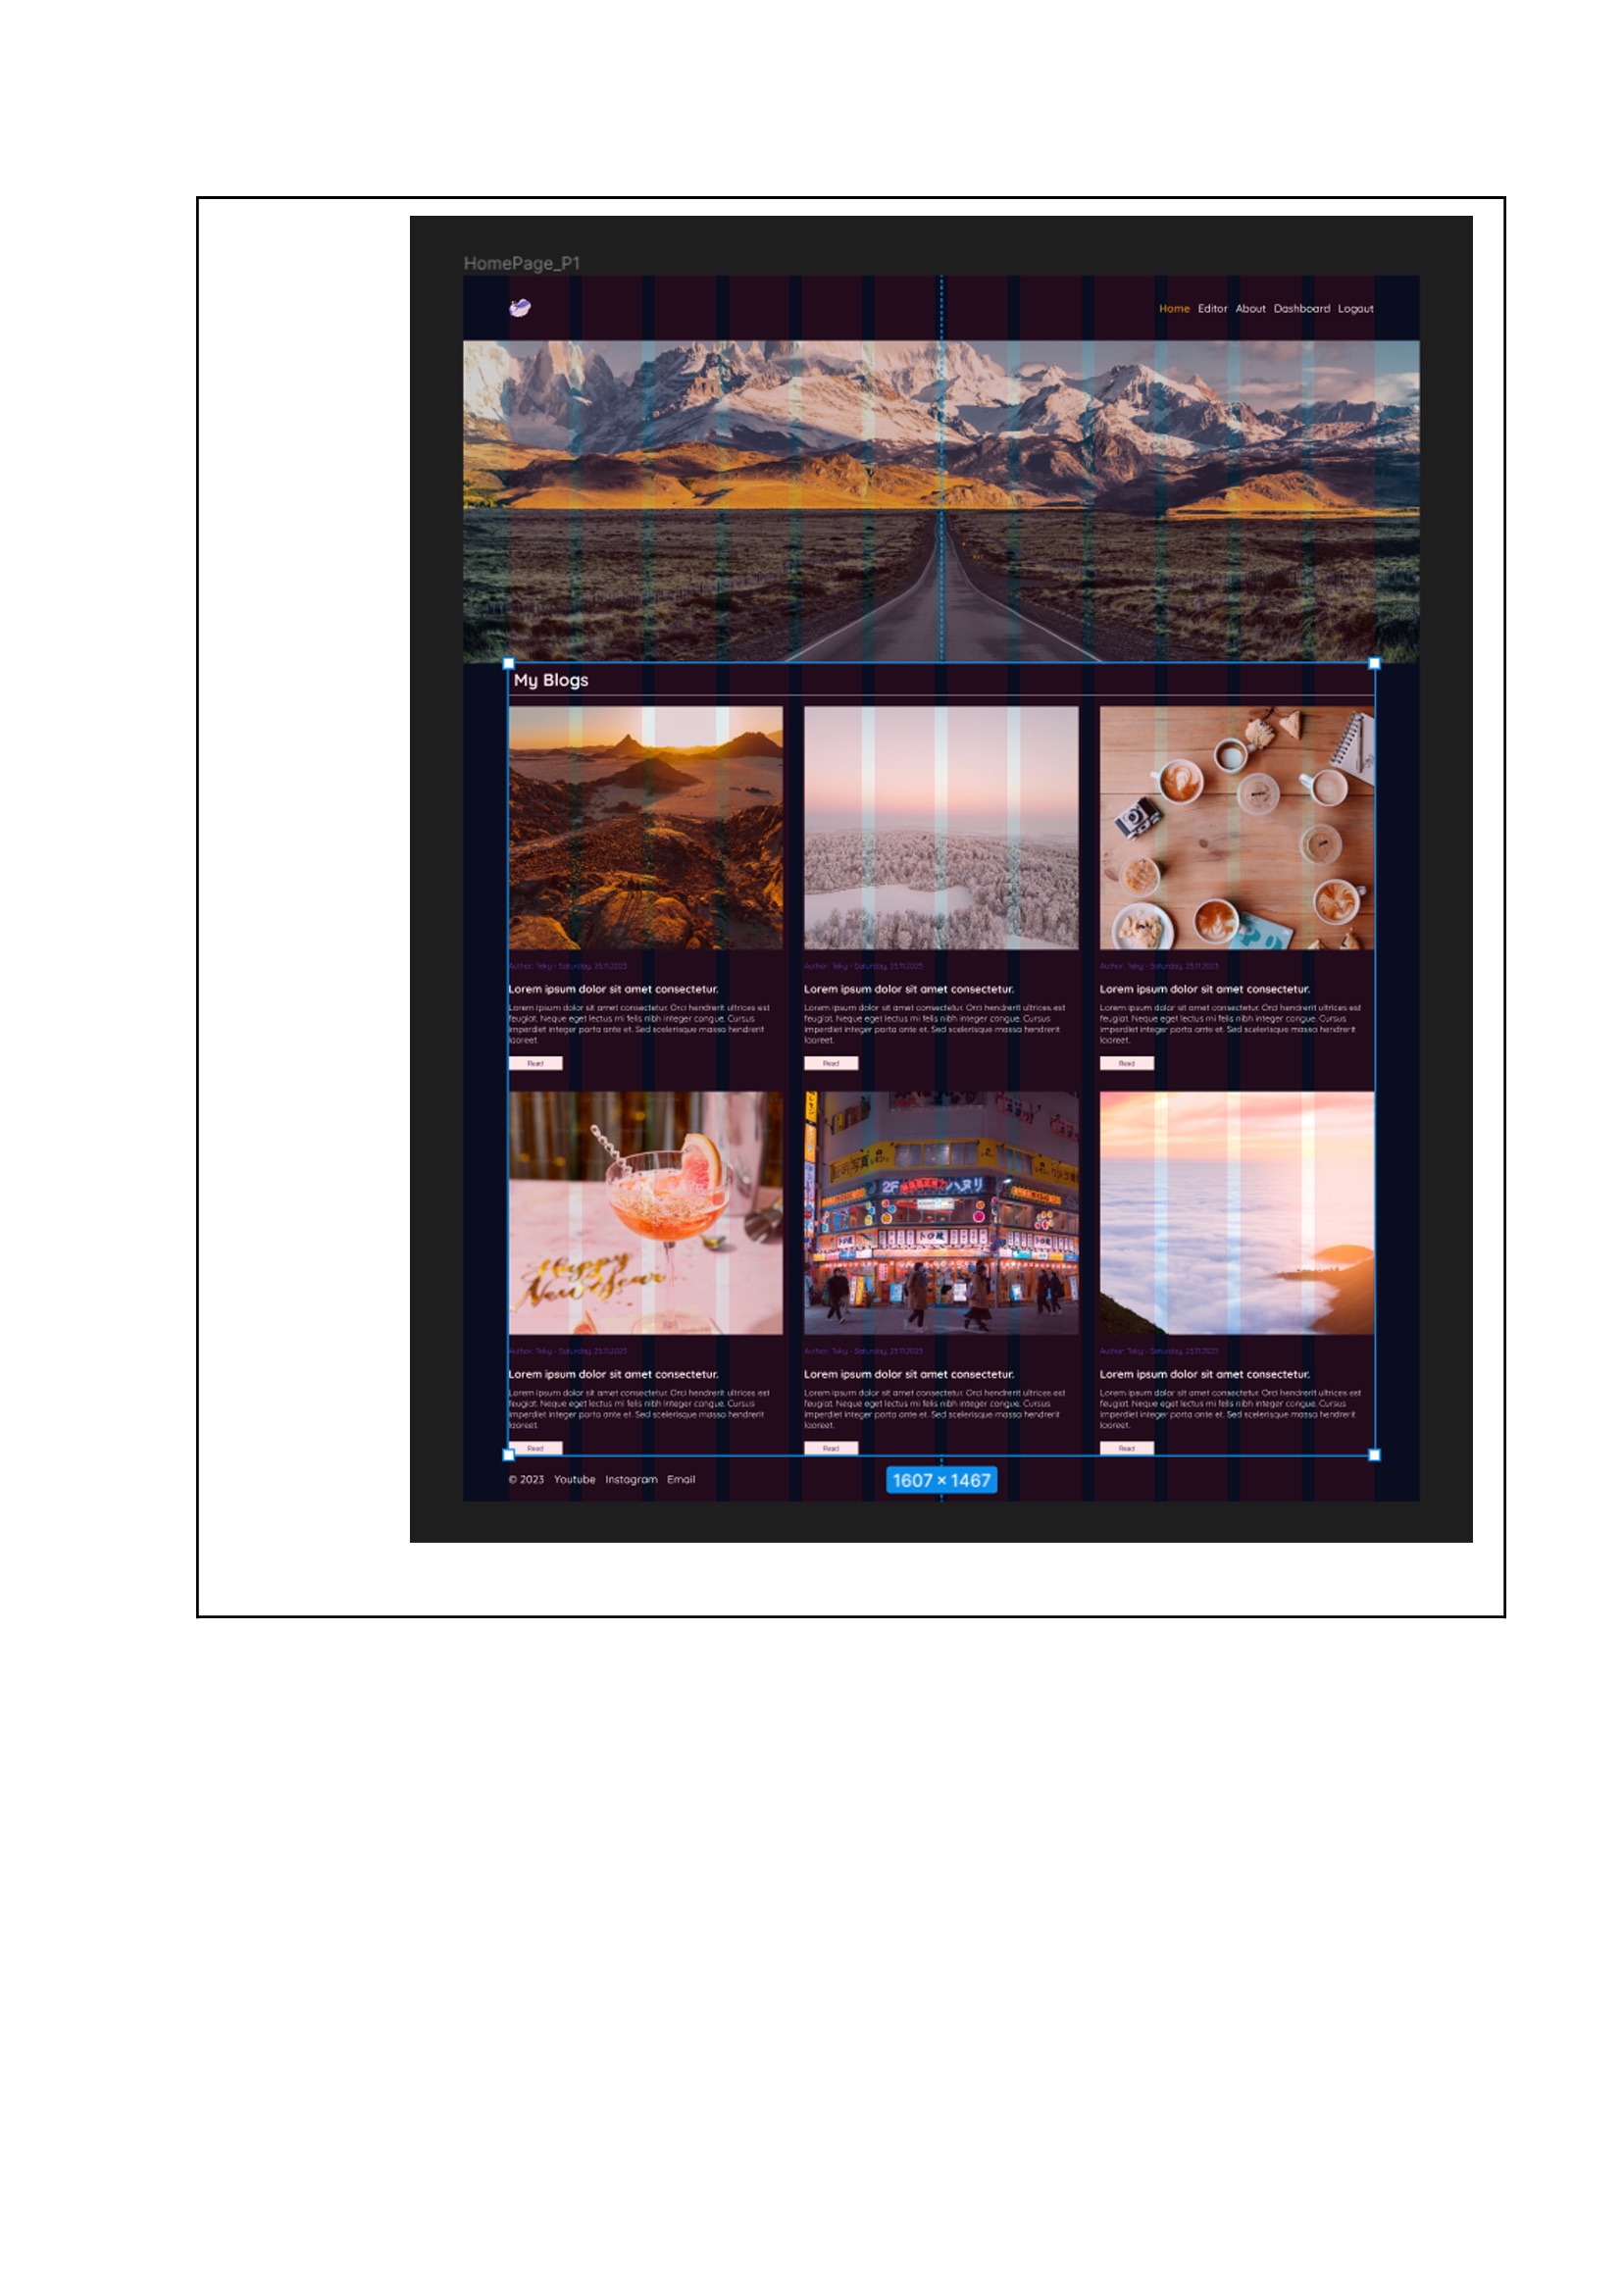 HomePage_P1
Home Editor About Dashboard Logout
My Blogs
Author: Teky - Saturday, 25.11.2023
Lorem ipsum dolor sit amet consectetur.
Lorem ipsum dolor sit amet consectetur. Orci hendrerit ultrices est
feugiat. Neque eget lectus mi felis nibh integer congue. Cursus
imperdiet integer porta ante et. Sed scelerisque massa hendrerit
laoreet.
Read
Author: Teky - Saturday, 25.11.2023
Lorem ipsum dolor sit amet consectetur.
Lorem ipsum dolor sit amet consectetur. Orci hendrerit ultrices est
feugiat. Neque eget lectus mi felis nibh integer congue. Cursus
imperdiet integer porta ante et. Sed scelerisque massa hendrerit
laoreet.
Read
Author: Teky - Saturday, 25.11.2023
Lorem ipsum dolor sit amet consectetur.
Lorem ipsum dolor sit amet consectetur. Orci hendrerit ultrices est
feugiat. Neque eget lectus mi felis nibh integer congue. Cursus
imperdiet integer porta ante et. Sed scelerisque massa hendrerit
laoreet.
Read
Happy
New Year
2F
ハヌリ
Author: Teky - Saturday, 25.11.2023
Lorem ipsum dolor sit amet consectetur.
Lorem ipsum dolor sit amet consectetur. Orci hendrerit ultrices est
feugiat. Neque eget lectus mi felis nibh integer congue. Cursus
imperdiet integer porta ante et. Sed scelerisque massa hendrerit
laoreet.
Read
Author: Teky - Saturday, 25.11.2023
Lorem ipsum dolor sit amet consectetur.
Lorem ipsum dolor sit amet consectetur. Orci hendrerit ultrices est
feugiat. Neque eget lectus mi felis nibh integer congue. Cursus
imperdiet integer porta ante et. Sed scelerisque massa hendrerit
laoreet.
Read
Author: Teky - Saturday, 25.11.2023
Lorem ipsum dolor sit amet consectetur.
Lorem ipsum dolor sit amet consectetur. Orci hendrerit ultrices est
feugiat. Neque eget lectus mi felis nibh integer congue. Cursus
imperdiet integer porta ante et. Sed scelerisque massa hendrerit
laoreet.
Read
© 2023 Youtube Instagram Email
1607 × 1467